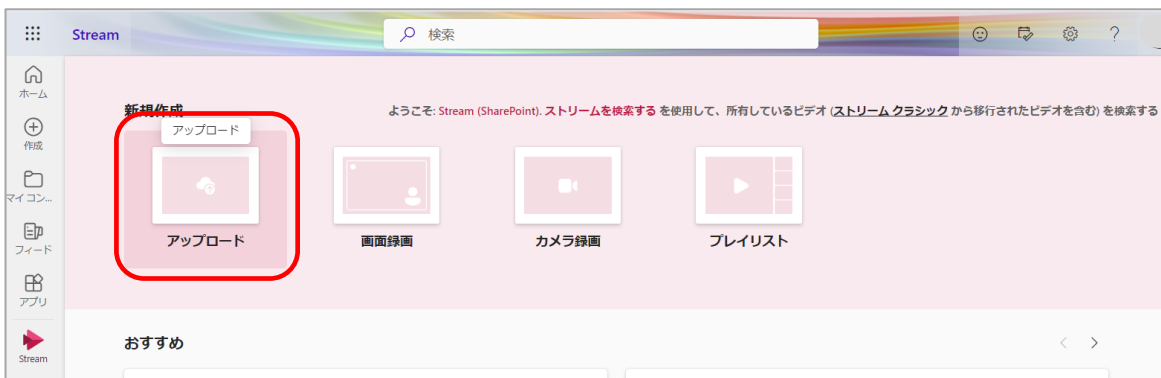 Stream
検索
ホーム
作成
マイ コン...
フィード
アプリ
Stream
新規作成
ようこそ: Stream (SharePoint). ストリームを検索する を使用して、所有しているビデオ (ストリーム クラシック から移行されたビデオを含む) を検索する
アップロード
アップロード
画面録画
カメラ録画
プレイリスト
おすすめ